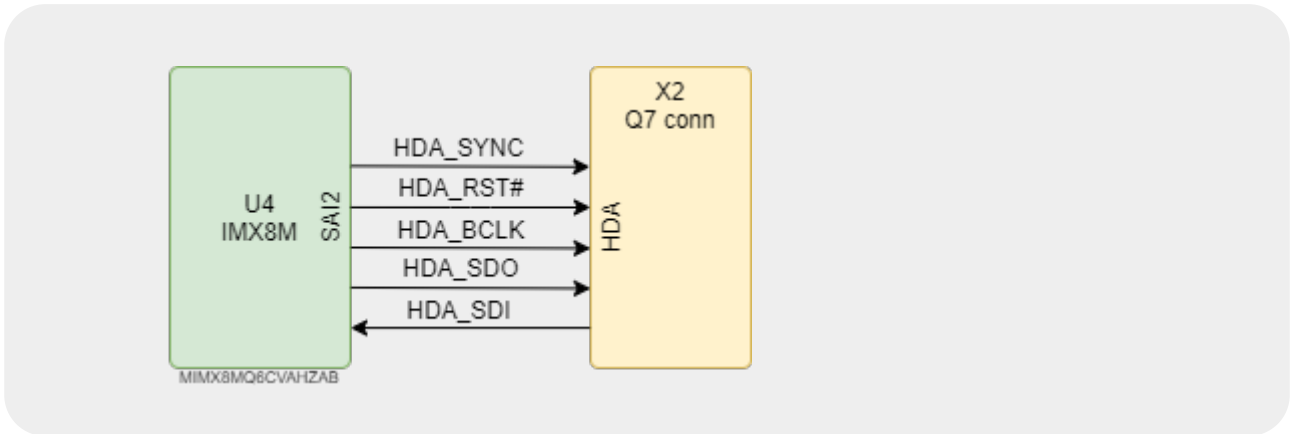 X2
Q7 conn
HDA_SYNC
HDA_RST#
U4
IMX8M
SAI2
HDA
HDA_BCLK
HDA_SDO
HDA_SDI
MIMX8MQ6CVAHZAB